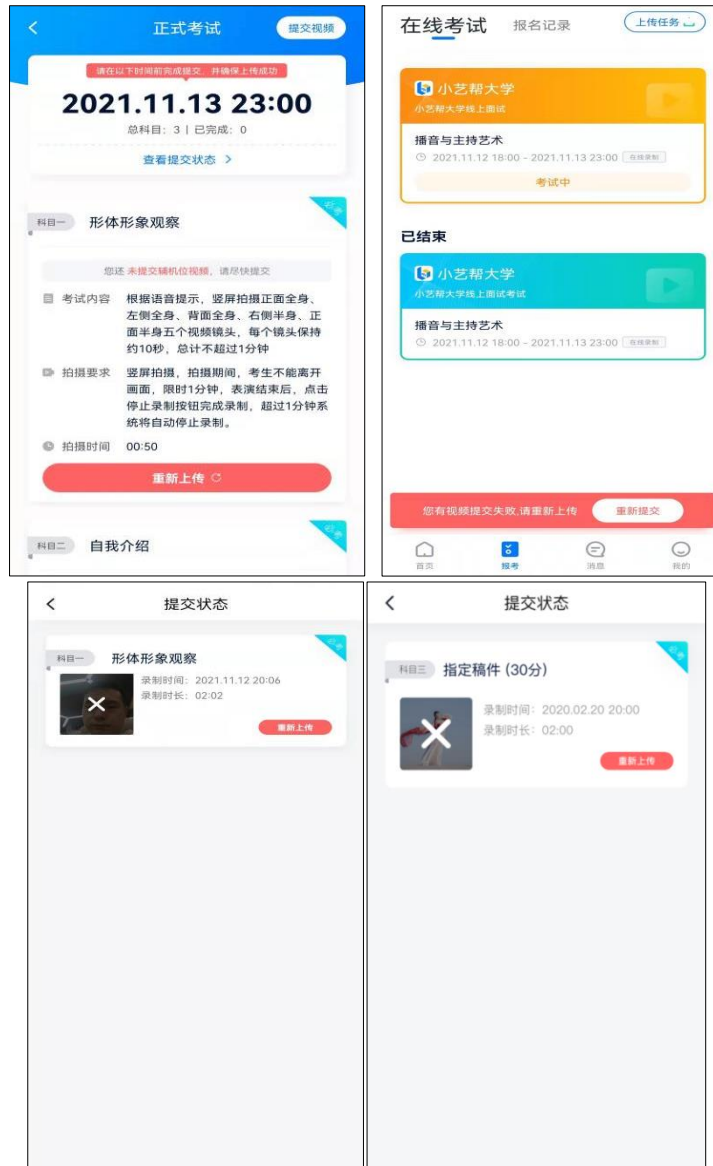 正式考试
提交视频
请在以下时间前完成提交，并确保上传成功
2021.11.13 23:00
总科目：3 | 已完成：0
查看提交状态 >
必考
科目一 形体形象观察
您还 未提交辅机位视频，请尽快提交
考试内容 根据语音提示，竖屏拍摄正面全身、
左侧全身、背面全身、右侧半身、正
面半身五个视频镜头，每个镜头保持
约10秒，总计不超过1分钟
拍摄要求 竖屏拍摄，拍摄期间，考生不能离开
画面，限时1分钟，表演结束后，点击
停止录制按钮完成录制，超过1分钟系
统将自动停止录制。
拍摄时间 00:50
重新上传
必考
科目二 自我介绍
在线考试 报名记录 上传任务
小艺帮大学
小艺帮大学线上面试
播音与主持艺术
2021.11.12 18:00 - 2021.11.13 23:00 在线录制
考试中
已结束
小艺帮大学
小艺帮大学线上面试考试
播音与主持艺术
2021.11.12 18:00 - 2021.11.13 23:00 在线录制
您有视频提交失败,请重新上传 重新提交
首页 报考 消息 我的
提交状态
必考
科目一 形体形象观察
录制时间：2021.11.12 20:06
录制时长：02:02
重新上传
提交状态
必考
科目三 指定稿件 (30分)
录制时间：2020.02.20 20:00
录制时长：02:00
重新上传